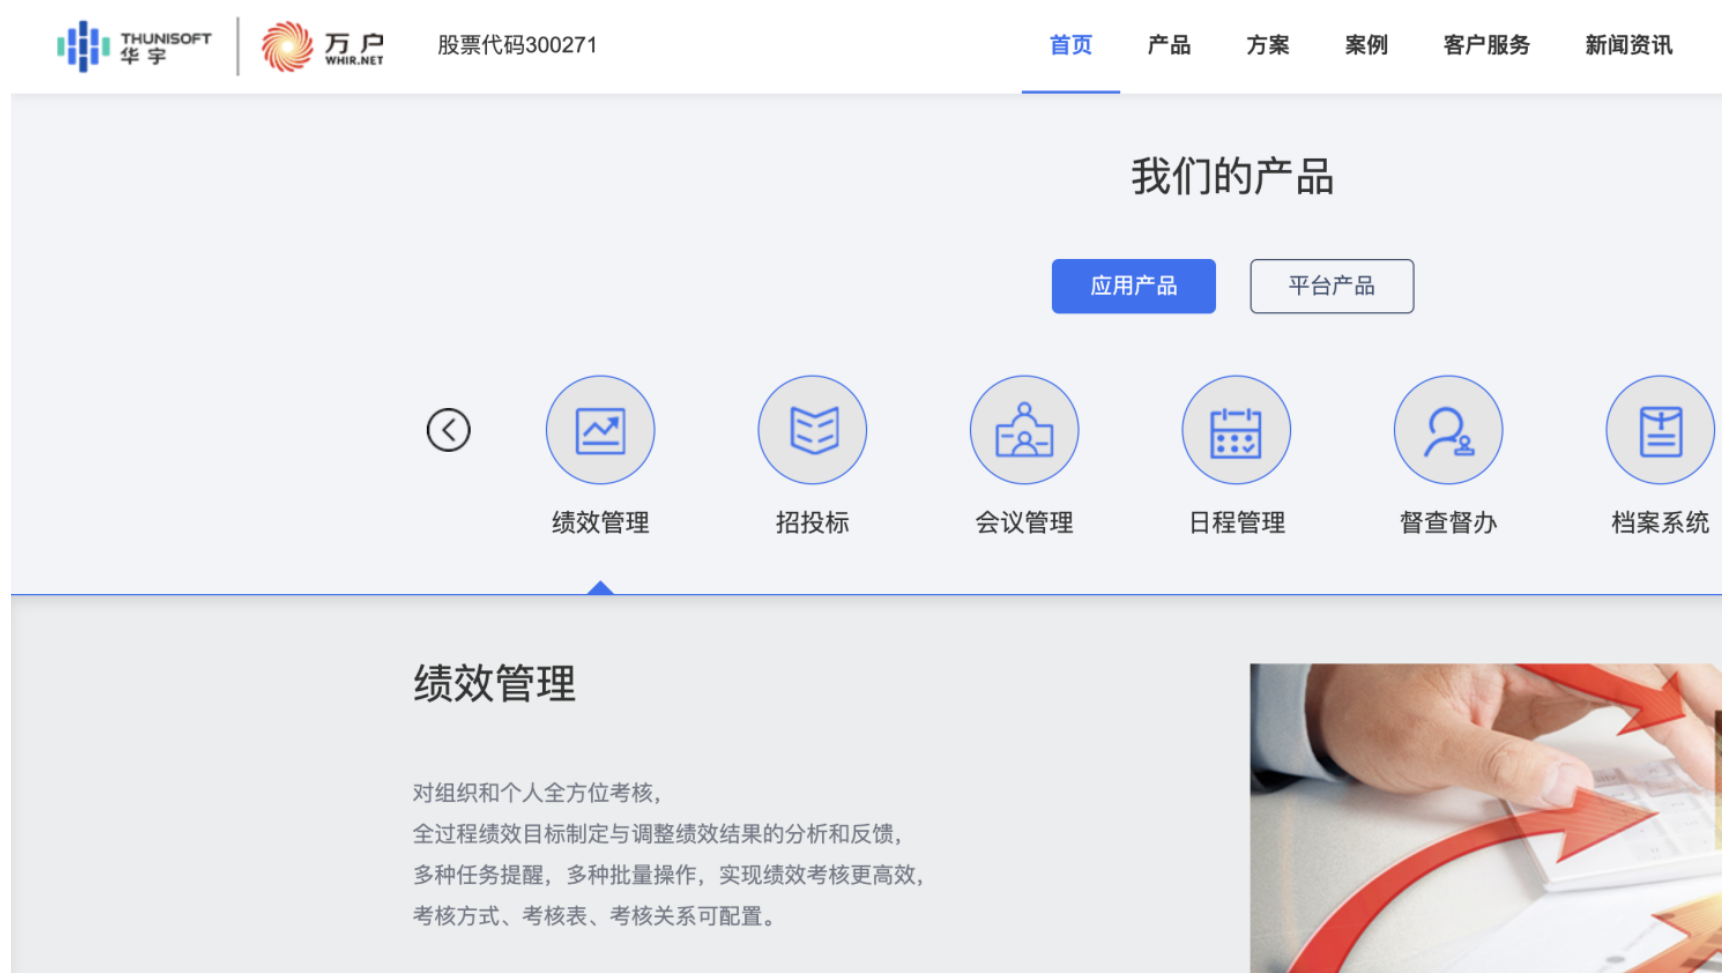 THUNISOFT
华宇
万户
WHIR.NET
股票代码300271
首页 产品 方案 案例 客户服务 新闻资讯
我们的产品
应用产品 平台产品
绩效管理 招投标 会议管理 日程管理 督查督办 档案系统
绩效管理
对组织和个人全方位考核，
全过程绩效目标制定与调整绩效结果的分析和反馈，
多种任务提醒，多种批量操作，实现绩效考核更高效，
考核方式、考核表、考核关系可配置。